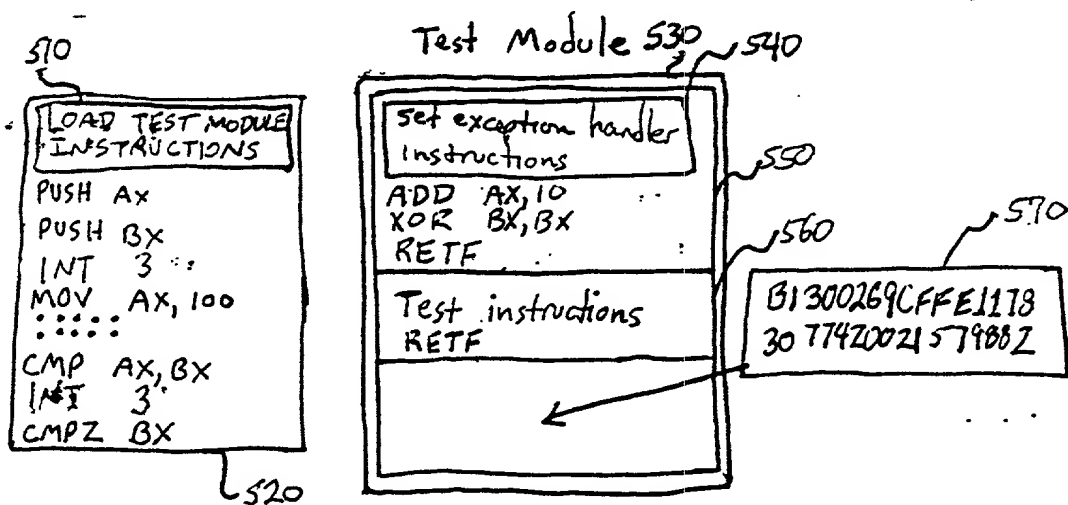 510
LOAD TEST MODULE
INSTRUCTIONS
PUSH AX
PUSH BX
INT 3
MOV AX, 100
.....
CMP AX, BX
INT 3
CMPZ BX
520
Test Module 530
540
set exception handler
instructions
550
ADD AX, 10
XOR BX, BX
RETF
560
Test instructions
RETF
570
B1300269CFFE1178
3077420021579882